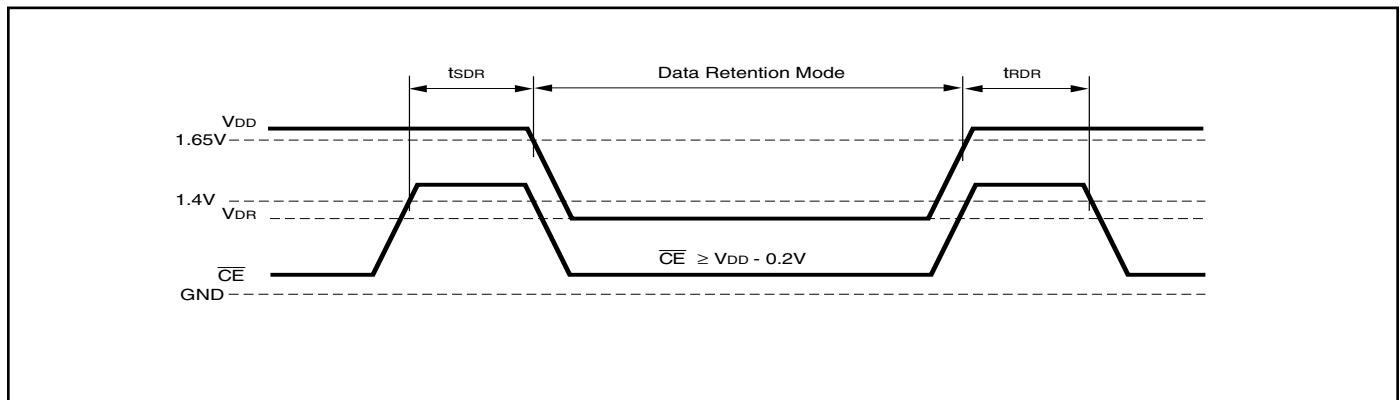 tSDR Data Retention Mode tRDR
VDD
1.65V
1.4V
VDR
CE ≥ VDD - 0.2V
CE
GND